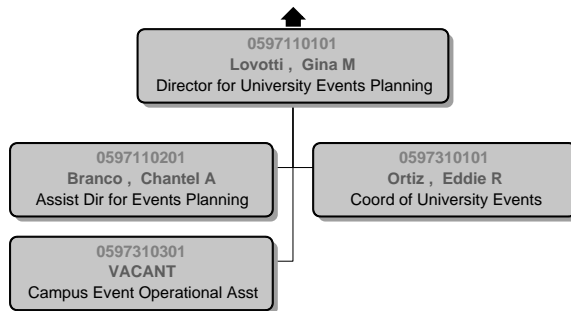 0597110101
Lovotti , Gina M
Director for University Events Planning
0597110201
Branco , Chantel A
Assist Dir for Events Planning
0597310101
Ortiz , Eddie R
Coord of University Events
0597310301
VACANT
Campus Event Operational Asst